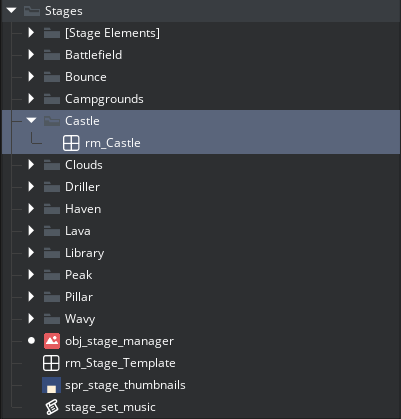 Stages
[Stage Elements]
Battlefield
Bounce
Campgrounds
Castle
rm_Castle
Clouds
Driller
Haven
Lava
Library
Peak
Pillar
Wavy
obj_stage_manager
rm_Stage_Template
spr_stage_thumbnails
stage_set_music